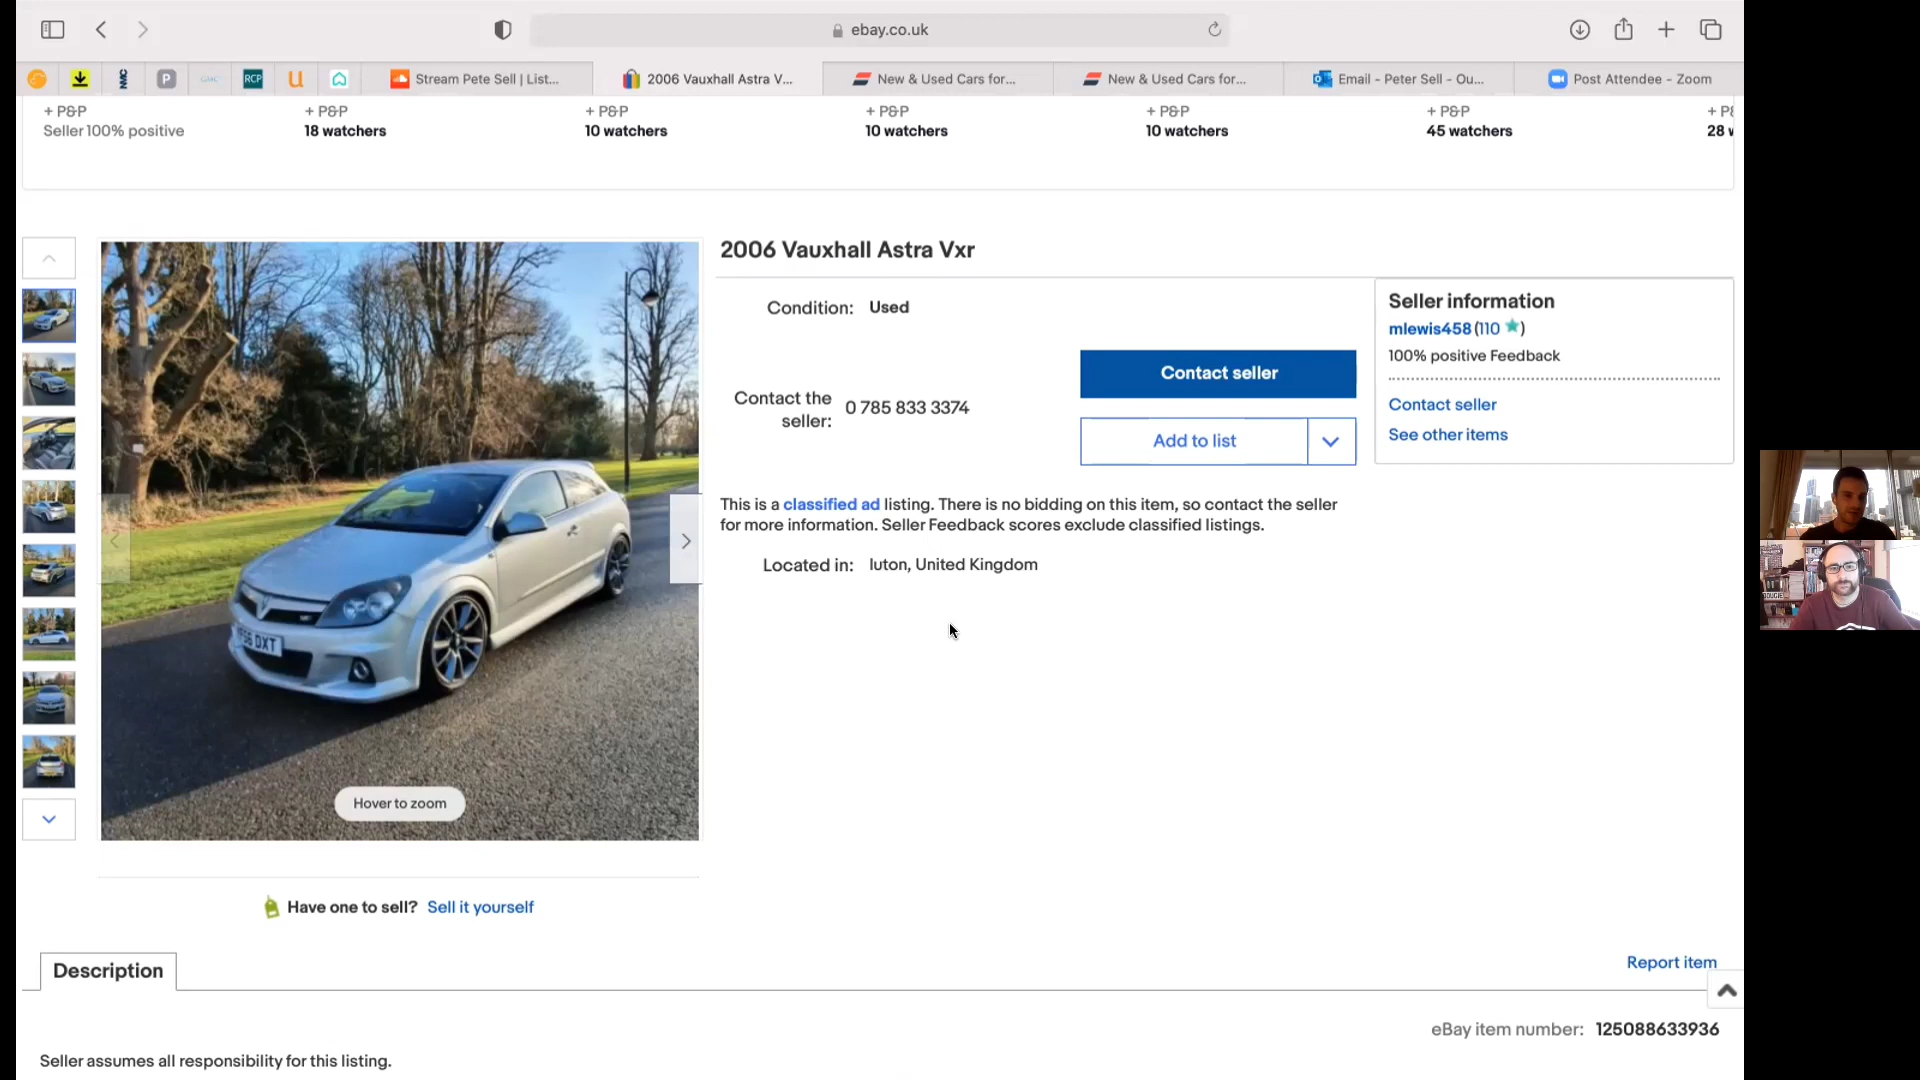 ebay.co.uk
NMC
P
GMC
RCP
u
Stream Pete Sell | List...
2006 Vauxhall Astra V...
New & Used Cars for...
New & Used Cars for...
Email - Peter Sell - Ou...
Post Attendee - Zoom
+ P&P
+ P&P
+ P&P
+ P&P
+ P&P
+ P&P
Seller 100% positive
18 watchers
10 watchers
10 watchers
10 watchers
45 watchers
28
2006 Vauxhall Astra Vxr
Condition: Used
Contact the seller: 0 785 833 3374
Contact seller
Add to list
Seller information
mlewis458 (110)
100% positive Feedback
Contact seller
See other items
This is a classified ad listing. There is no bidding on this item, so contact the seller
for more information. Seller Feedback scores exclude classified listings.
Located in: luton, United Kingdom
56 DXT
Hover to zoom
Have one to sell? Sell it yourself
Description
Report item
eBay item number: 125088633936
Seller assumes all responsibility for this listing.